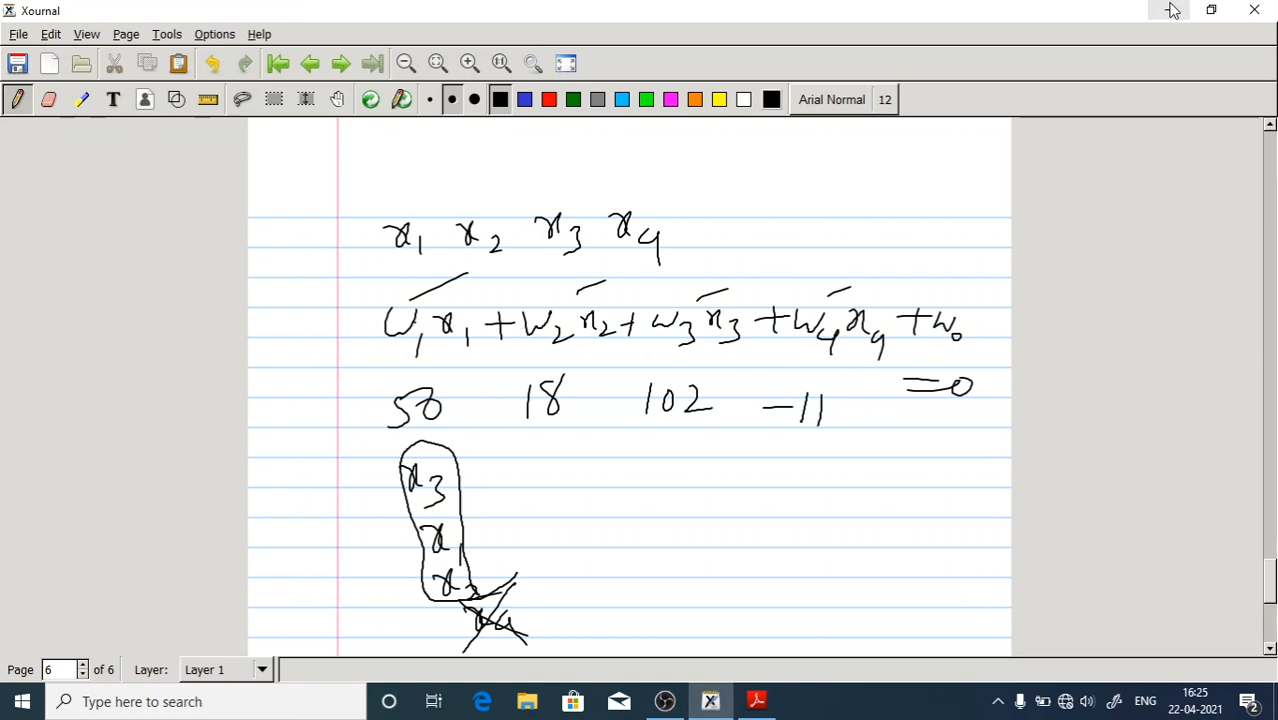 Xournal
File Edit View Page Tools Options Help
Arial Normal 12
x1 x2 x3 x4
w1x1 + w2x2 + w3x3 + w4x4 + w0
= 0
50 18 102 -11
x3
x1
x2
x4
Page 6 of 6 Layer: Layer 1
Type here to search
ENG
16:25
22-04-2021
2